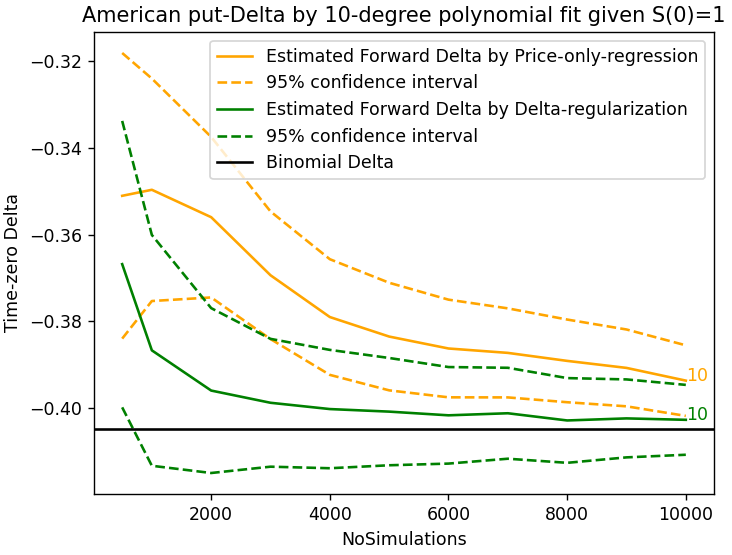 American put-Delta by 10-degree polynomial fit given S(0)=1
Estimated Forward Delta by Price-only-regression
95% confidence interval
Estimated Forward Delta by Delta-regularization
95% confidence interval
Binomial Delta
−0.32
−0.34
−0.36
−0.38
−0.40
Time-zero Delta
10
10
2000
4000
6000
8000
10000
NoSimulations